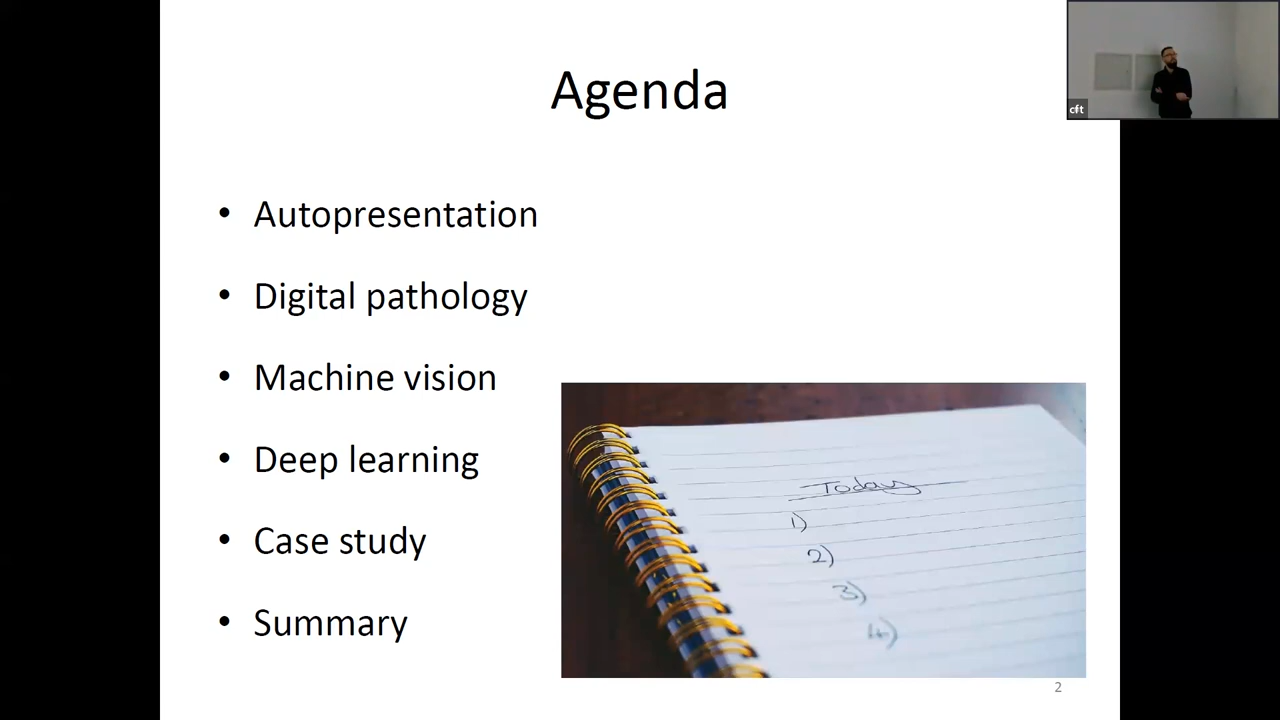 Agenda
cft
• Autopresentation
• Digital pathology
• Machine vision
• Deep learning
• Case study
• Summary
Today
1)
2)
3)
4)
2